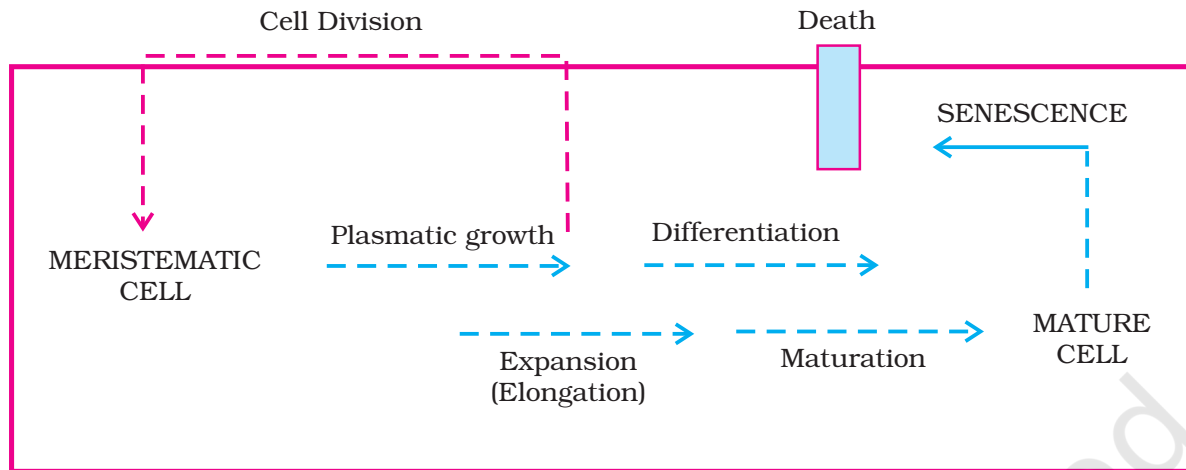 Cell Division
Death
SENESCENCE
Plasmatic growth
Differentiation
MERISTEMATIC
CELL
Expansion
(Elongation)
Maturation
MATURE
CELL